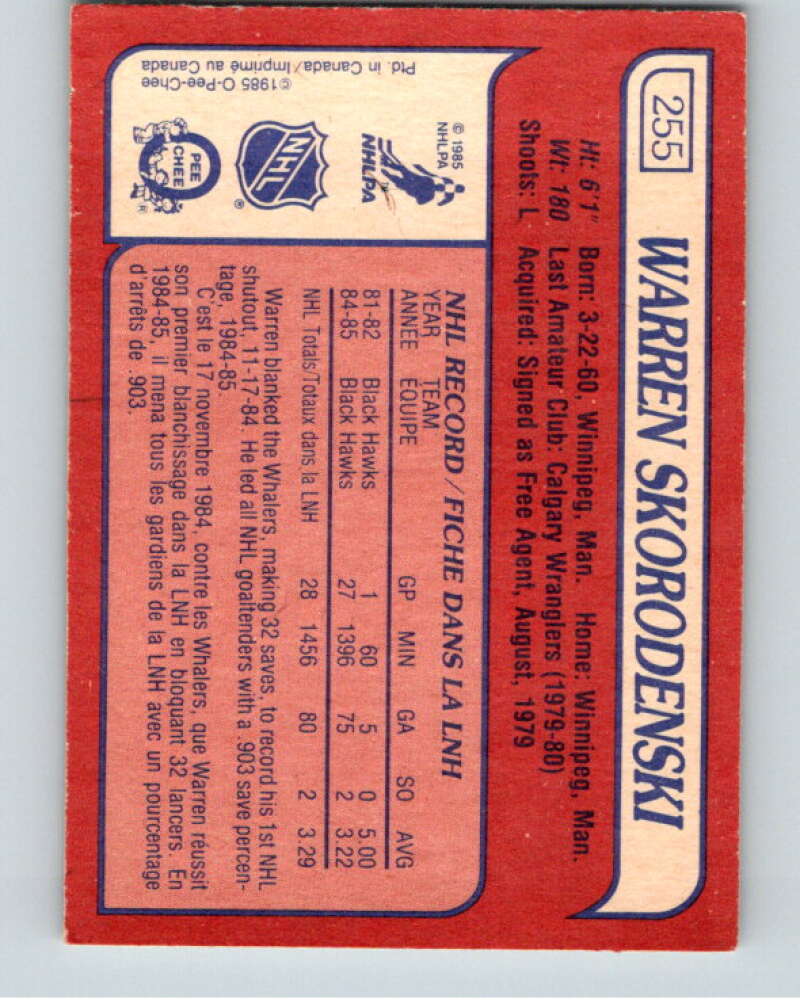 255
WARREN SKORODENSKI
Ht: 6'1" Born: 3-22-60, Winnipeg, Man. Home: Winnipeg, Man.
Wt: 180 Last Amateur Club: Calgary Wranglers (1979-80)
Shoots: L Acquired: Signed as Free Agent, August, 1979
© 1985
NHLPA
NHLPA
NHL
®
PEE
CHEE
®
©1985 O-Pee-Chee
Ptd. in Canada/Imprimé au Canada
NHL RECORD/FICHE DANS LA LNH
YEAR TEAM
ANNÉE ÉQUIPE GP MIN GA SO AVG
81-82 Black Hawks 1 60 5 0 5.00
84-85 Black Hawks 27 1396 75 2 3.22
NHL Totals/Totaux dans la LNH 28 1456 80 2 3.29
Warren blanked the Whalers, making 32 saves, to record his 1st NHL
shutout, 11-17-84. He led all NHL goaltenders with a .903 save percen-
tage, 1984-85.
C'est le 17 novembre 1984, contre les Whalers, que Warren réussit
son premier blanchissage dans la LNH en bloquant 32 lancers. En
1984-85, il mena tous les gardiens de la LNH avec un pourcentage
d'arrêts de .903.